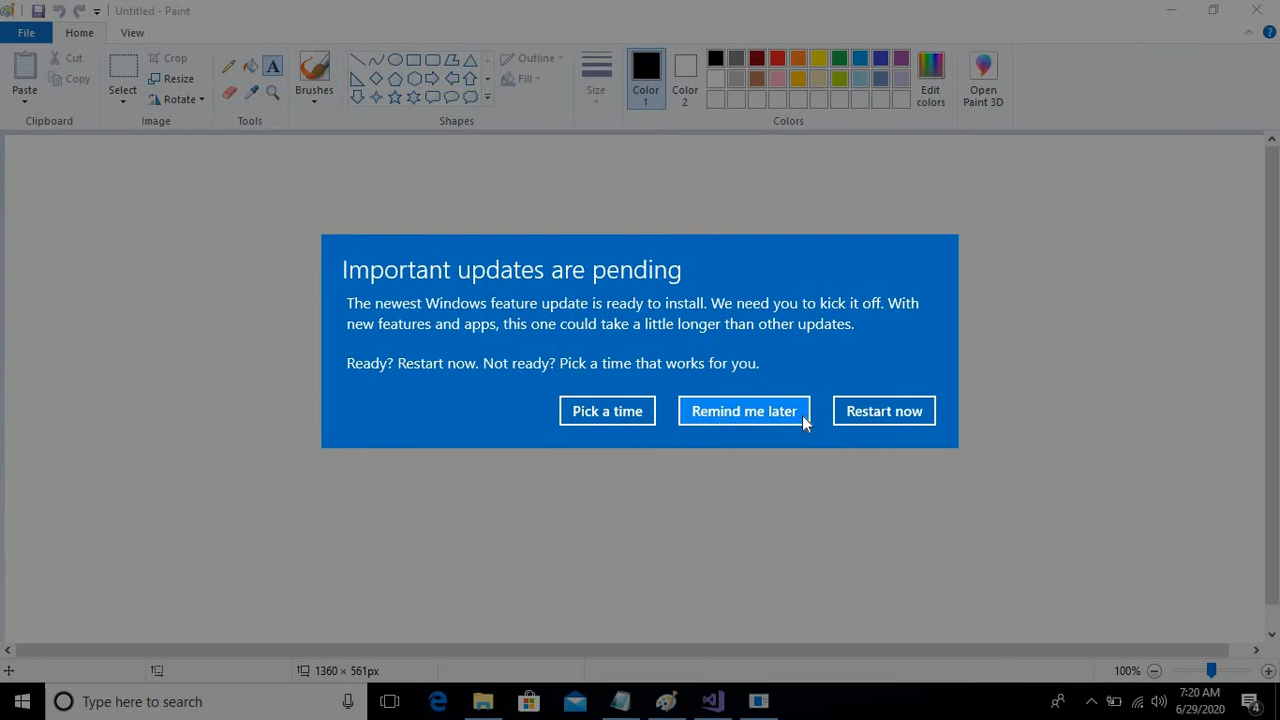 Untitled - Paint
File Home View
Paste
Cut
Copy
Clipboard
Select
Crop
Resize
Rotate
Image
Tools
Brushes
Shapes
Outline
Fill
Size
Color
1
Color
2
Edit
colors
Colors
Open
Paint 3D
Important updates are pending
The newest Windows feature update is ready to install. We need you to kick it off. With
new features and apps, this one could take a little longer than other updates.
Ready? Restart now. Not ready? Pick a time that works for you.
Pick a time Remind me later Restart now
1360 × 561px 100%
Type here to search
7:20 AM
6/29/2020
4